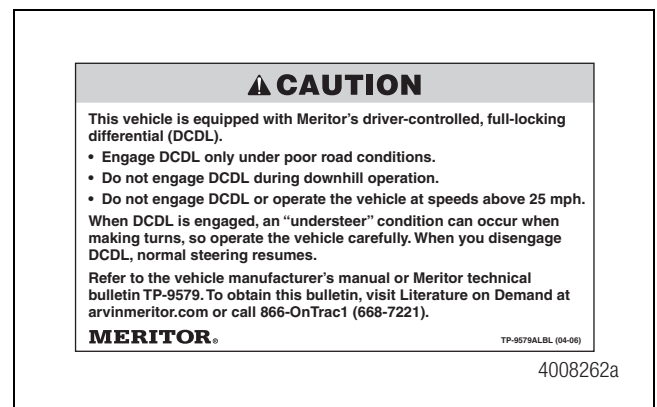 CAUTION
This vehicle is equipped with Meritor's driver-controlled, full-locking
differential (DCDL).
• Engage DCDL only under poor road conditions.
• Do not engage DCDL during downhill operation.
• Do not engage DCDL or operate the vehicle at speeds above 25 mph.
When DCDL is engaged, an “understeer” condition can occur when
making turns, so operate the vehicle carefully. When you disengage
DCDL, normal steering resumes.
Refer to the vehicle manufacturer's manual or Meritor technical
bulletin TP-9579. To obtain this bulletin, visit Literature on Demand at
arvinmeritor.com or call 866-OnTrac1 (668-7221).
MERITOR®
TP-9579ALBL (04-06)
4008262a